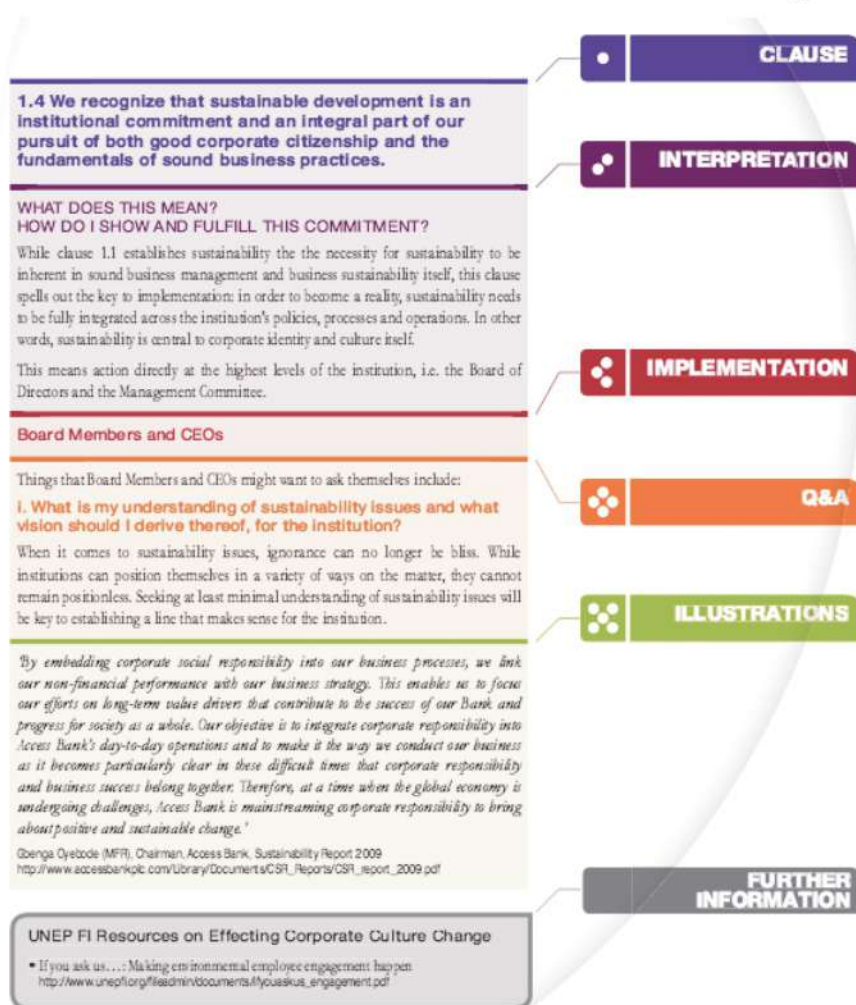 CLAUSE
1.4 We recognize that sustainable development is an
institutional commitment and an integral part of our
pursuit of both good corporate citizenship and the
fundamentals of sound business practices.
INTERPRETATION
WHAT DOES THIS MEAN?
HOW DO I SHOW AND FULFILL THIS COMMITMENT?
While clause 1.1 establishes sustainability the the necessity for sustainability to be
inherent in sound business management and business sustainability itself, this clause
spells out the key to implementation: in order to become a reality, sustainability needs
to be fully integrated across the institution's policies, processes and operations. In other
words, sustainability is central to corporate identity and culture itself.
This means action directly at the highest levels of the institution, i.e. the Board of
Directors and the Management Committee.
IMPLEMENTATION
Board Members and CEOs
Q&A
Things that Board Members and CEOs might want to ask themselves include:
i. What is my understanding of sustainability issues and what
vision should I derive thereof, for the institution?
When it comes to sustainability issues, ignorance can no longer be bliss. While
institutions can position themselves in a variety of ways on the matter, they cannot
remain positionless. Seeking at least minimal understanding of sustainability issues will
be key to establishing a line that makes sense for the institution.
ILLUSTRATIONS
'By embedding corporate social responsibility into our business processes, we link
our non-financial performance with our business strategy. This enables us to focus
our efforts on long-term value drivers that contribute to the success of our Bank and
progress for society as a whole. Our objective is to integrate corporate responsibility into
Access Bank's day-to-day operations and to make it the way we conduct our business
as it becomes particularly clear in these difficult times that corporate responsibility
and business success belong together. Therefore, at a time when the global economy is
undergoing challenges, Access Bank is mainstreaming corporate responsibility to bring
about positive and sustainable change.'
Gbenga Oyebode (MFR), Chairman, Access Bank, Sustainability Report 2009
http://www.accessbankplc.com/Library/Documents/CSR_Reports/CSR_report_2009.pdf
FURTHER
INFORMATION
UNEP FI Resources on Effecting Corporate Culture Change
• If you ask us…: Making environmental employee engagement happen
http://www.unepfi.org/fileadmin/documents/ifyouaskus_engagement.pdf